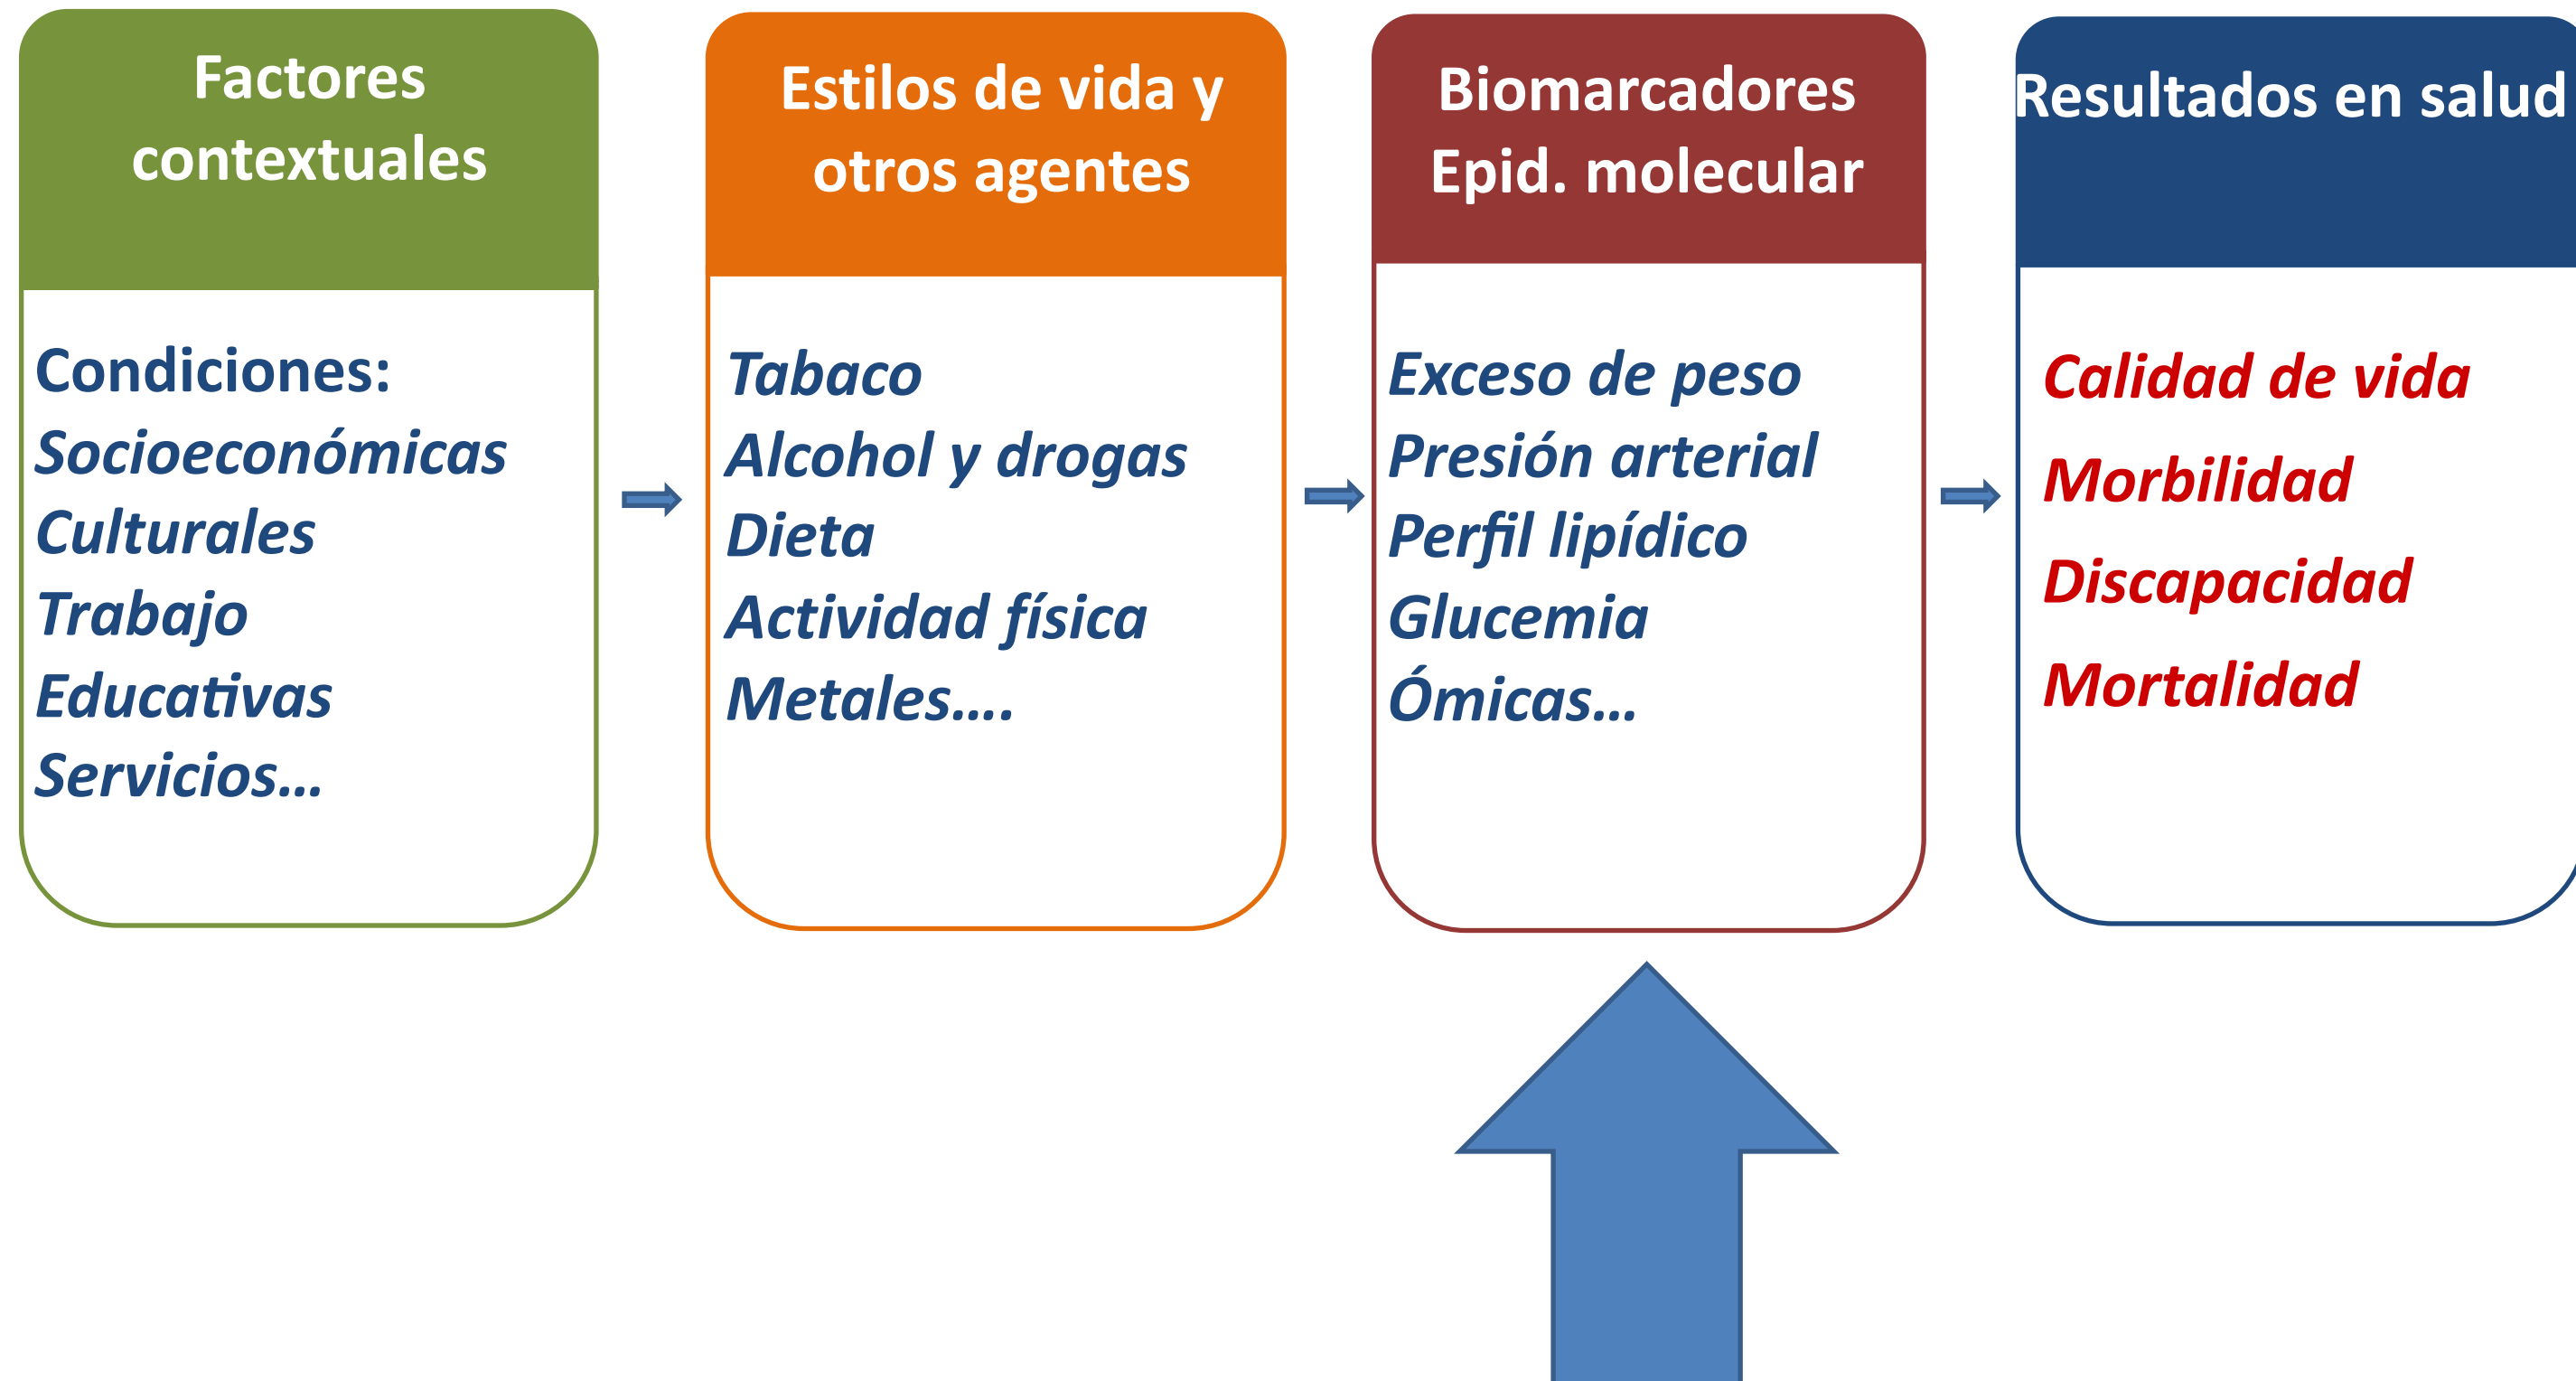 Factores
contextuales
Condiciones:
Socioeconómicas
Culturales
Trabajo
Educativas
Servicios...
Estilos de vida y
otros agentes
Tabaco
Alcohol y drogas
Dieta
Actividad física
Metales....
Biomarcadores
Epid. molecular
Exceso de peso
Presión arterial
Perfil lipídico
Glucemia
Ómicas...
Resultados en salud
Calidad de vida
Morbilidad
Discapacidad
Mortalidad